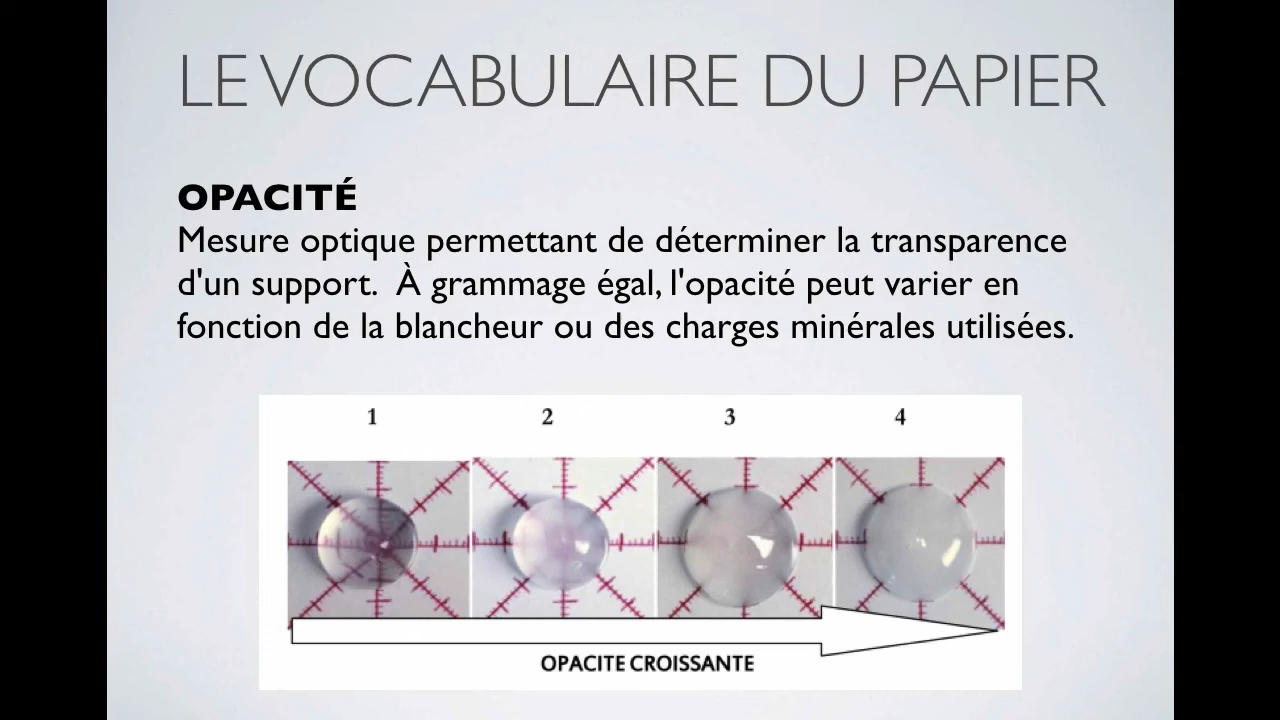 LE VOCABULAIRE DU PAPIER
OPACITÉ
Mesure optique permettant de déterminer la transparence
d'un support.  À grammage égal, l'opacité peut varier en
fonction de la blancheur ou des charges minérales utilisées.
1 2 3 4
OPACITE CROISSANTE